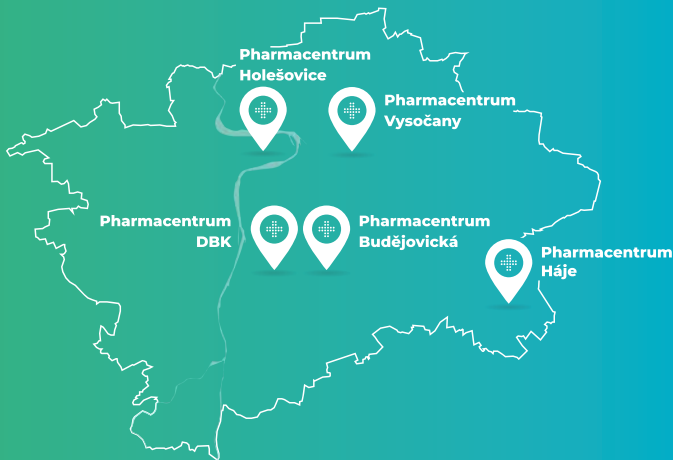 Pharmacentrum
Holešovice
Pharmacentrum
Vysočany
Pharmacentrum
DBK
Pharmacentrum
Budějovická
Pharmacentrum
Háje